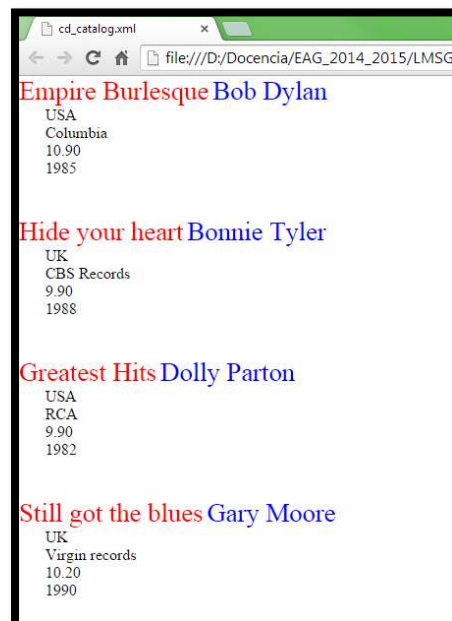 cd_catalog.xml
file:///D:/Docencia/EAG_2014_2015/LMSG
Empire Burlesque Bob Dylan
USA
Columbia
10.90
1985
Hide your heart Bonnie Tyler
UK
CBS Records
9.90
1988
Greatest Hits Dolly Parton
USA
RCA
9.90
1982
Still got the blues Gary Moore
UK
Virgin records
10.20
1990